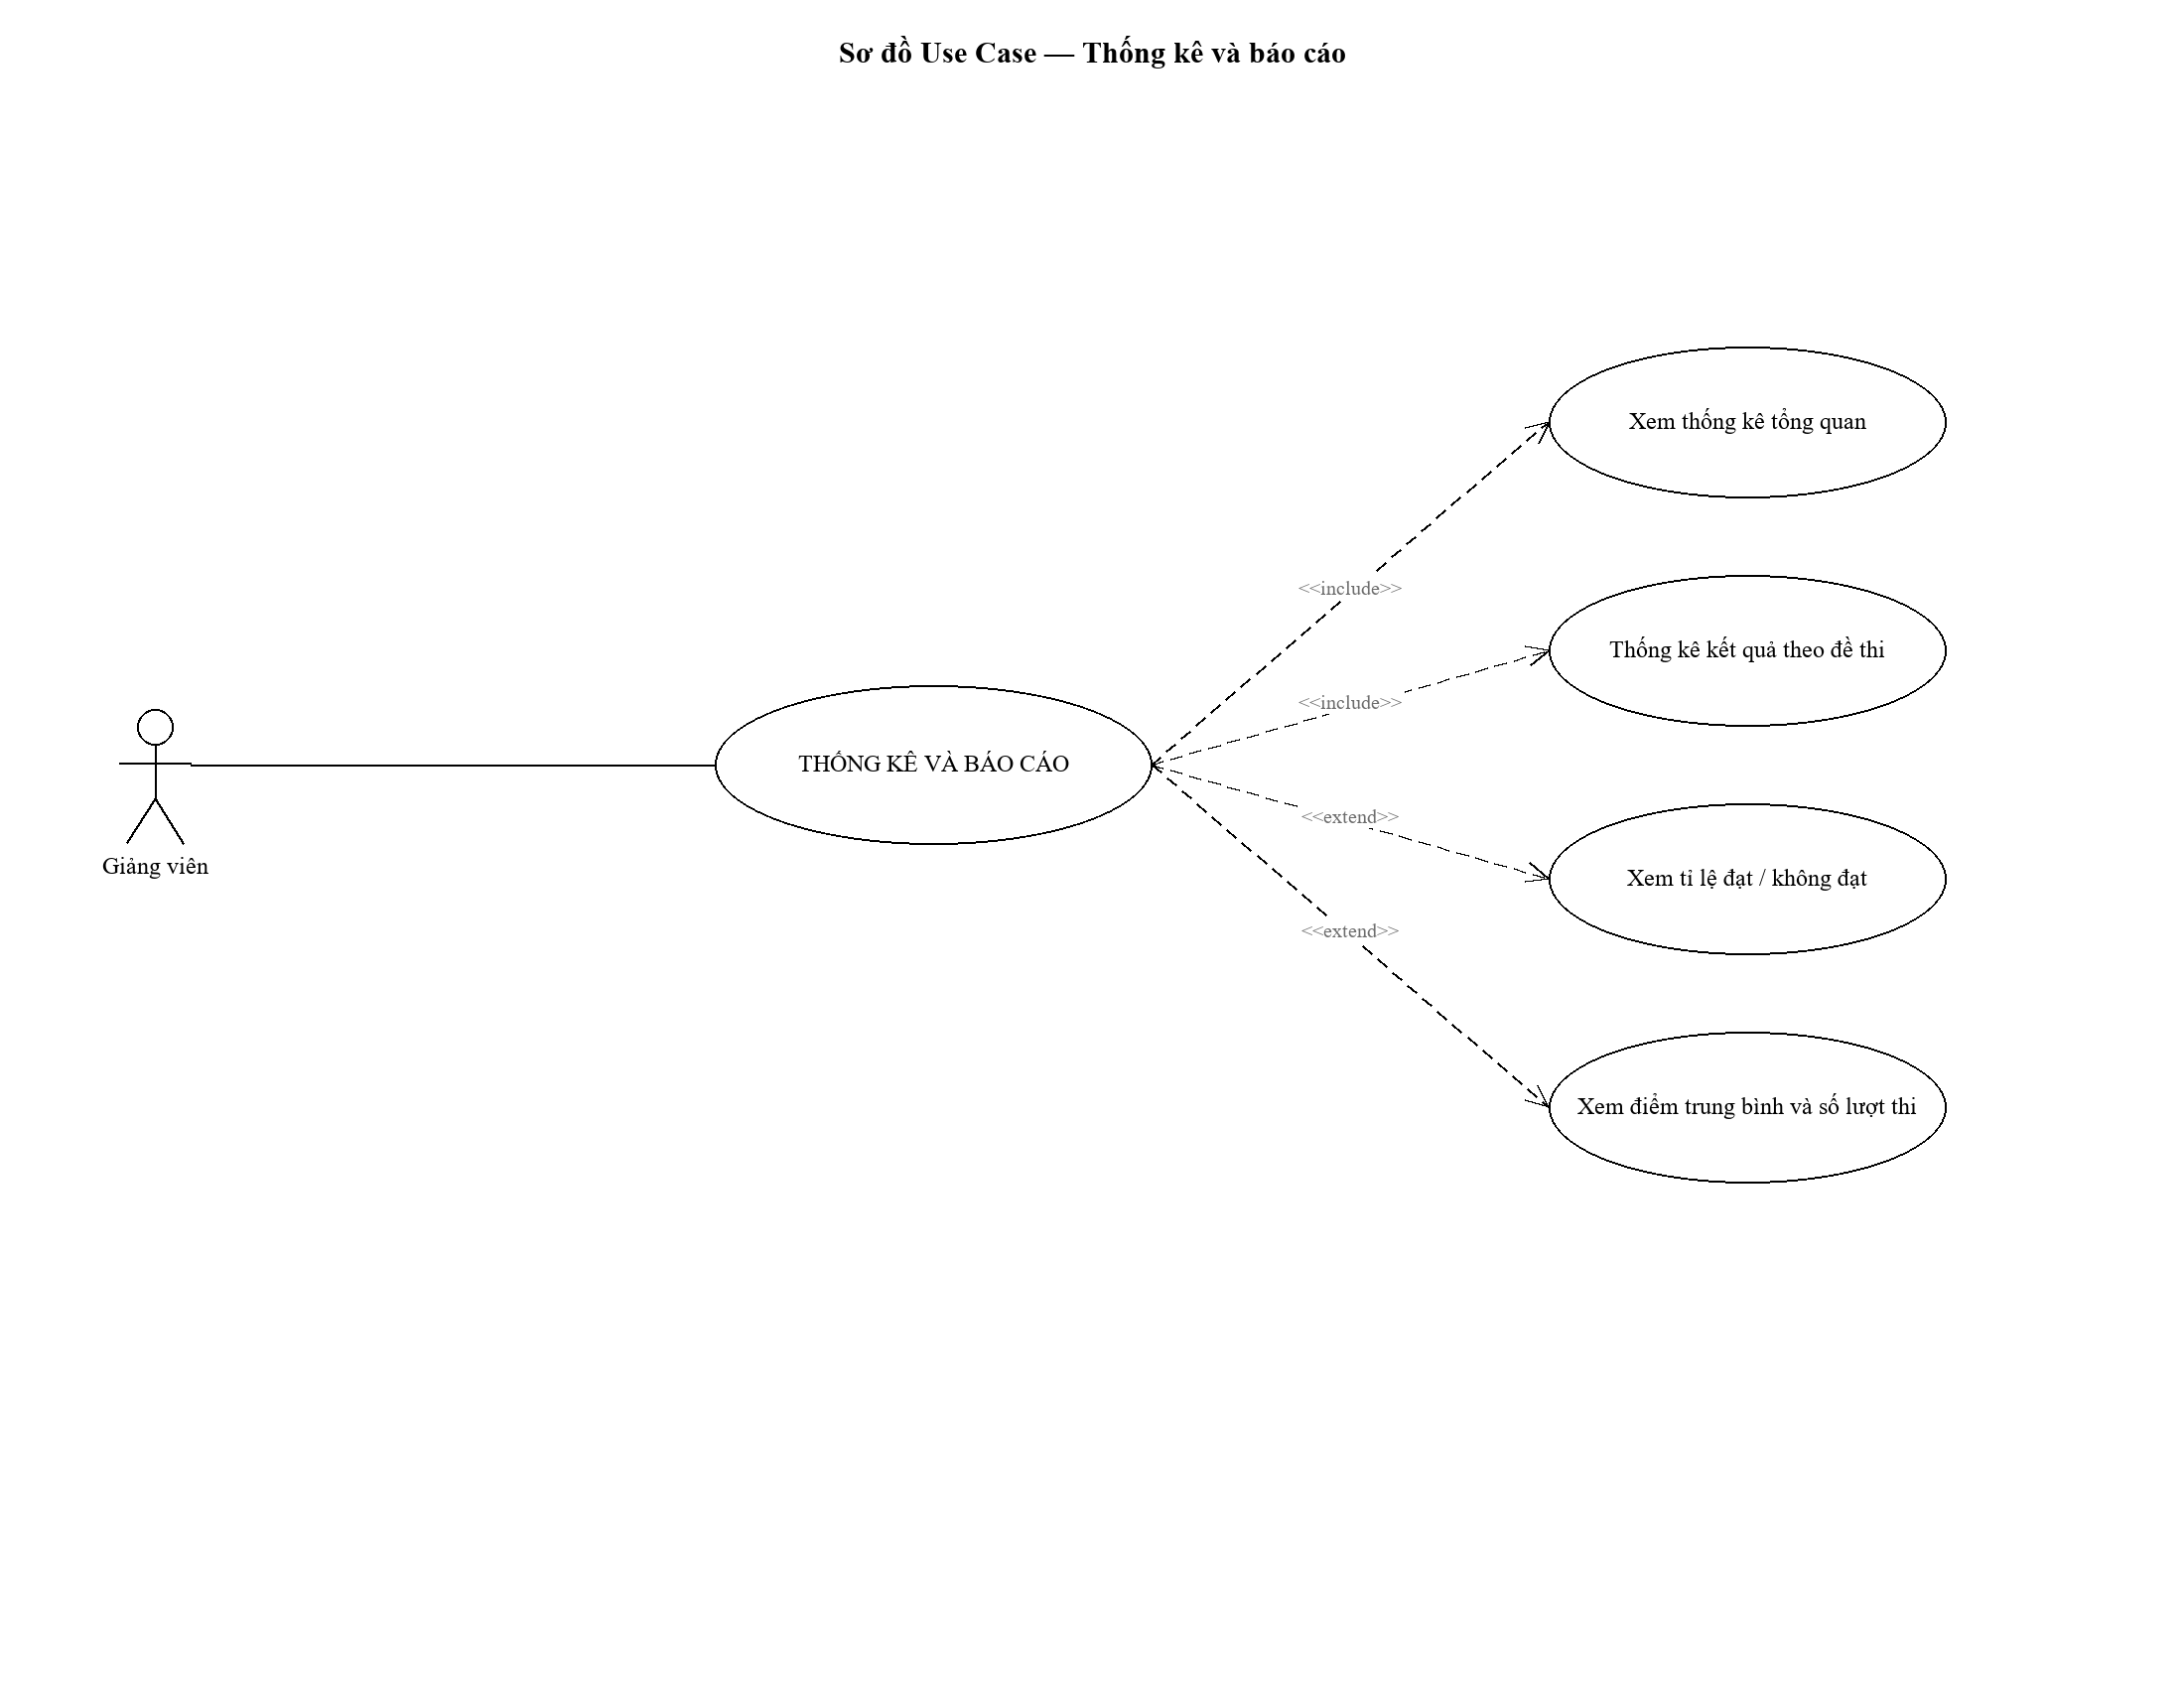 Sơ đồ Use Case — Thống kê và báo cáo
Xem thống kê tổng quan
<<include>>
Thống kê kết quả theo đề thi
<<include>>
THỐNG KÊ VÀ BÁO CÁO
<<extend>>
Giảng viên
Xem tỉ lệ đạt / không đạt
<<extend>>
Xem điểm trung bình và số lượt thi